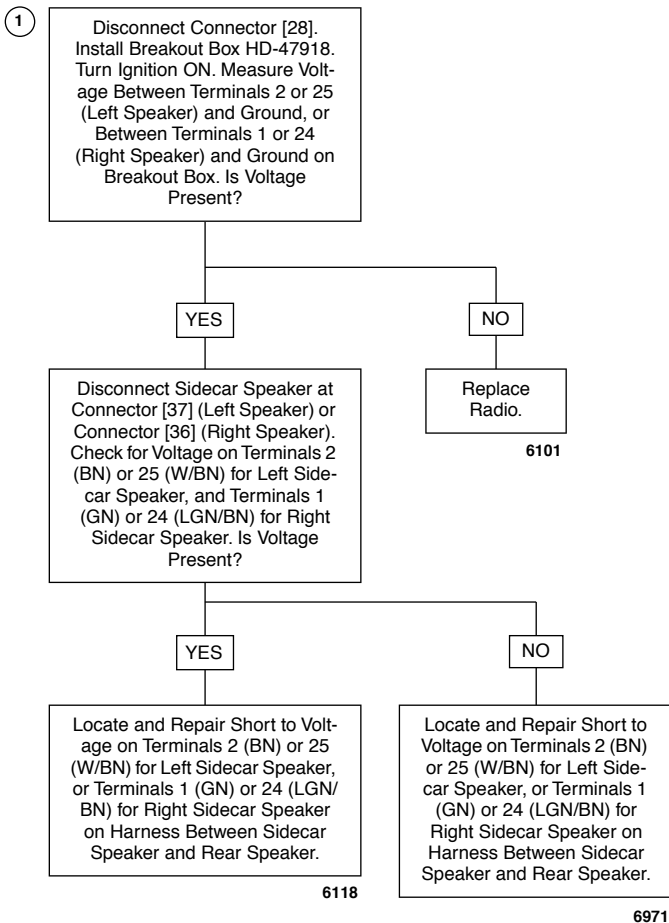 1
Disconnect Connector [28].
Install Breakout Box HD-47918.
Turn Ignition ON. Measure Volt-
age Between Terminals 2 or 25
(Left Speaker) and Ground, or
Between Terminals 1 or 24
(Right Speaker) and Ground on
Breakout Box. Is Voltage
Present?
YES
NO
Disconnect Sidecar Speaker at
Connector [37] (Left Speaker) or
Connector [36] (Right Speaker).
Check for Voltage on Terminals 2
(BN) or 25 (W/BN) for Left Side-
car Speaker, and Terminals 1
(GN) or 24 (LGN/BN) for Right
Sidecar Speaker. Is Voltage
Present?
Replace
Radio.
6101
YES
NO
Locate and Repair Short to Volt-
age on Terminals 2 (BN) or 25
(W/BN) for Left Sidecar Speaker,
or Terminals 1 (GN) or 24 (LGN/
BN) for Right Sidecar Speaker
on Harness Between Sidecar
Speaker and Rear Speaker.
6118
Locate and Repair Short to
Voltage on Terminals 2 (BN)
or 25 (W/BN) for Left Side-
car Speaker, or Terminals 1
(GN) or 24 (LGN/BN) for
Right Sidecar Speaker on
Harness Between Sidecar
Speaker and Rear Speaker.
6971